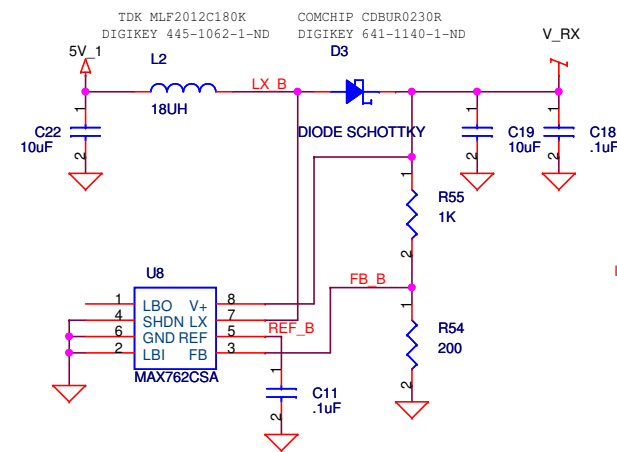 TDK MLF2012C180K COMCHIP CDBUR0230R
DIGIKEY 445-1062-1-ND DIGIKEY 641-1140-1-ND
V_RX
5V_1 L2 D3
LX_B
1 18UH 1 1
C22 DIODE SCHOTTKY C19 C18
10uF 10uF .1uF
2 2 2
1
R55
1K
2
U8 FB_B
1 LBO V+ 8 1
4 SHDN LX 7
6 GND REF 5 REF_B R54
2 LBI FB 3 200
MAX762CSA 1 2
C11
.1uF
2